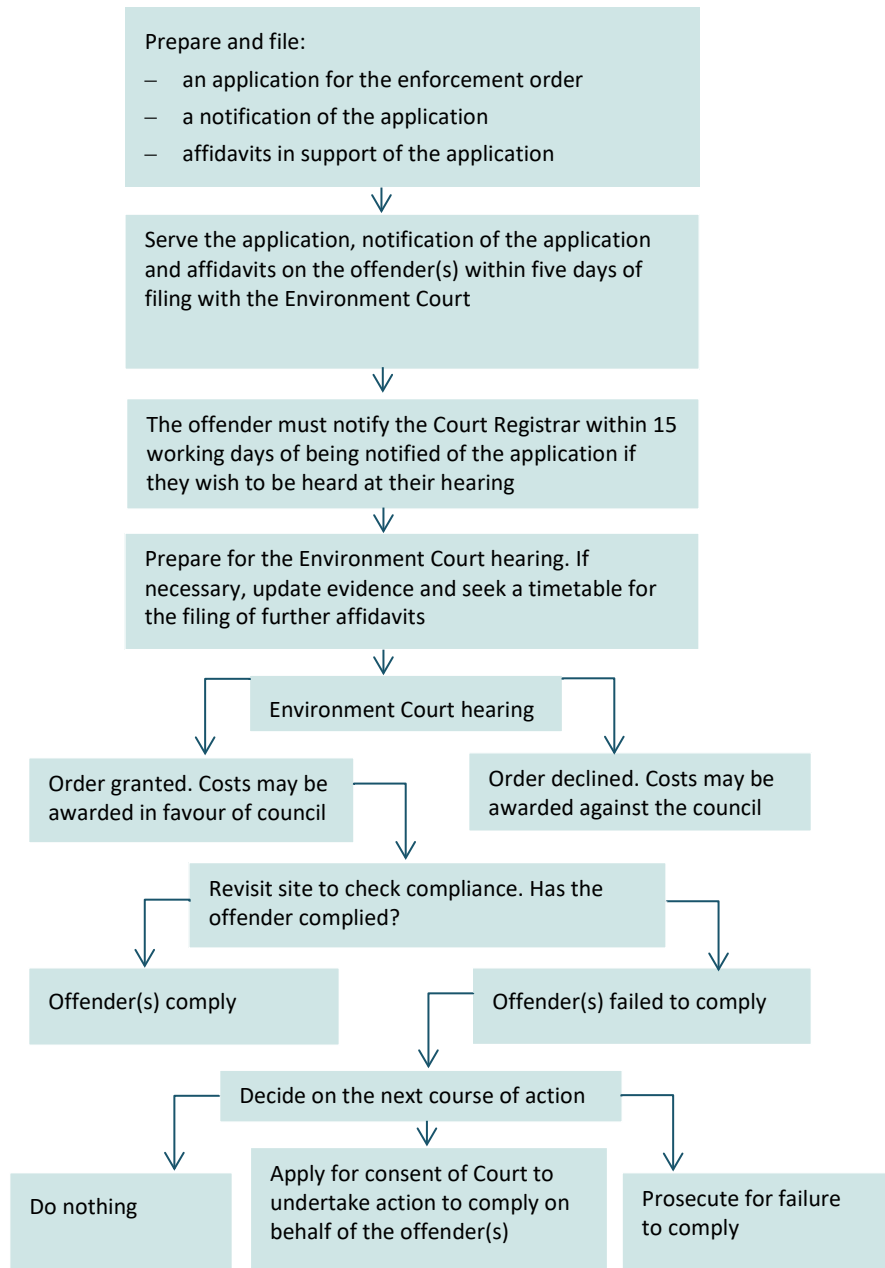 Prepare and file:
– an application for the enforcement order
– a notification of the application
– affidavits in support of the application
Serve the application, notification of the application
and affidavits on the offender(s) within five days of
filing with the Environment Court
The offender must notify the Court Registrar within 15
working days of being notified of the application if
they wish to be heard at their hearing
Prepare for the Environment Court hearing. If
necessary, update evidence and seek a timetable for
the filing of further affidavits
Environment Court hearing
Order granted. Costs may be
awarded in favour of council
Order declined. Costs may be
awarded against the council
Revisit site to check compliance. Has the
offender complied?
Offender(s) comply
Offender(s) failed to comply
Decide on the next course of action
Do nothing
Apply for consent of Court to
undertake action to comply on
behalf of the offender(s)
Prosecute for failure
to comply